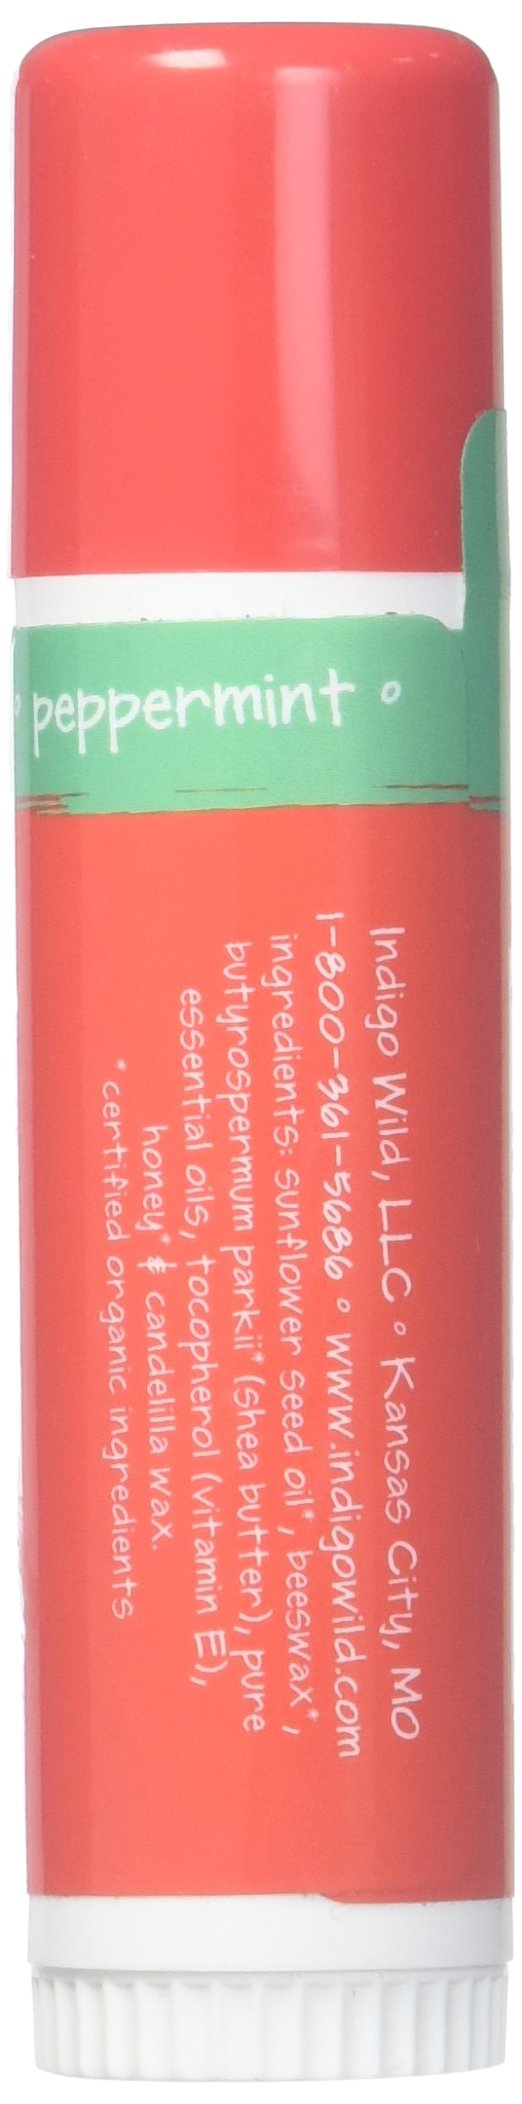 ° peppermint °
Indigo Wild, LLC ° Kansas City, MO
1-800-361-5686 ° www.indigowild.com
ingredients: sunflower seed oil*, beeswax*,
butyrospermum parkii* (shea butter), pure
essential oils, tocopherol (vitamin E),
honey* & candelilla wax.
* certified organic ingredients